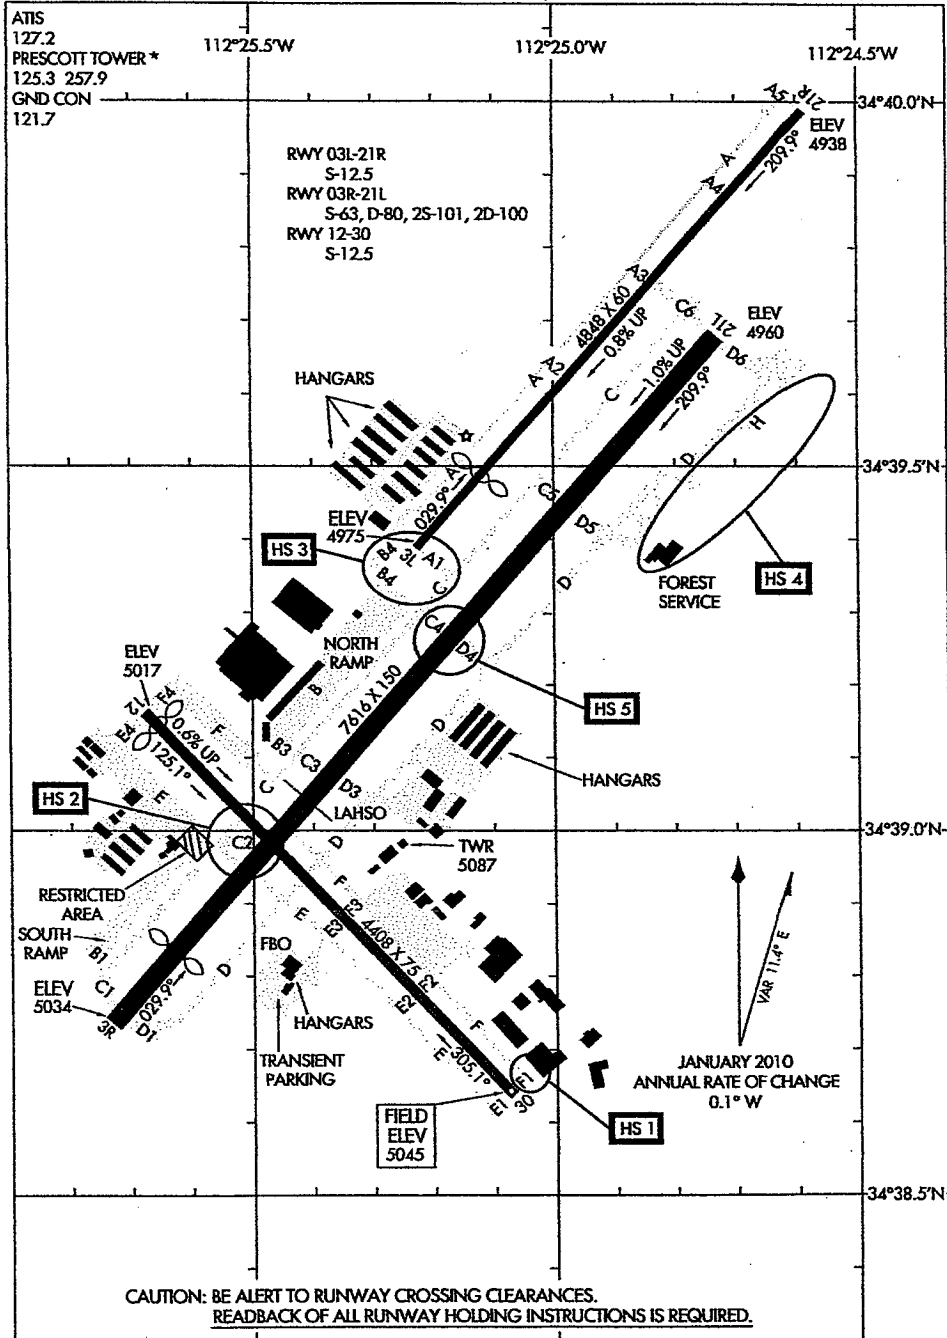 ATIS
127.2
PRESCOTT TOWER *
125.3 257.9
GND CON
121.7
112°25.5'W
112°25.0'W
112°24.5'W
34°40.0'N
RWY 03L-21R
S-12.5
RWY 03R-21L
S-63, D-80, 2S-101, 2D-100
RWY 12-30
S-12.5
A5
21R
ELEV
4938
A
209.9°
A4
A3
4848 X 60
0.8% UP
C6
21L
ELEV
4960
D6
A2
A
1.0% UP
209.9°
C
HANGARS
H
D
34°39.5'N
A
029.9°
C5
D5
ELEV
4975
HS 3
B4
3L
A1
B4
C
D
FOREST
SERVICE
HS 4
C4
D4
HS 5
NORTH
RAMP
ELEV
5017
12
E4
F4
0.6% UP
125.1°
F
B
7616 X 150
D
B3
C3
D3
HANGARS
C
LAHSO
HS 2
E
C2
D
34°39.0'N
TWR
5087
RESTRICTED
AREA
SOUTH
RAMP
B1
C1
E
F
F3
E3
4408 X 75
FBO
D
ELEV
5034
3R
D1
029.9°
HANGARS
F2
E2
F
E
305.1°
TRANSIENT
PARKING
VAR 11.4° E
JANUARY 2010
ANNUAL RATE OF CHANGE
0.1° W
F1
E1
30
FIELD
ELEV
5045
HS 1
34°38.5'N
CAUTION: BE ALERT TO RUNWAY CROSSING CLEARANCES.
READBACK OF ALL RUNWAY HOLDING INSTRUCTIONS IS REQUIRED.